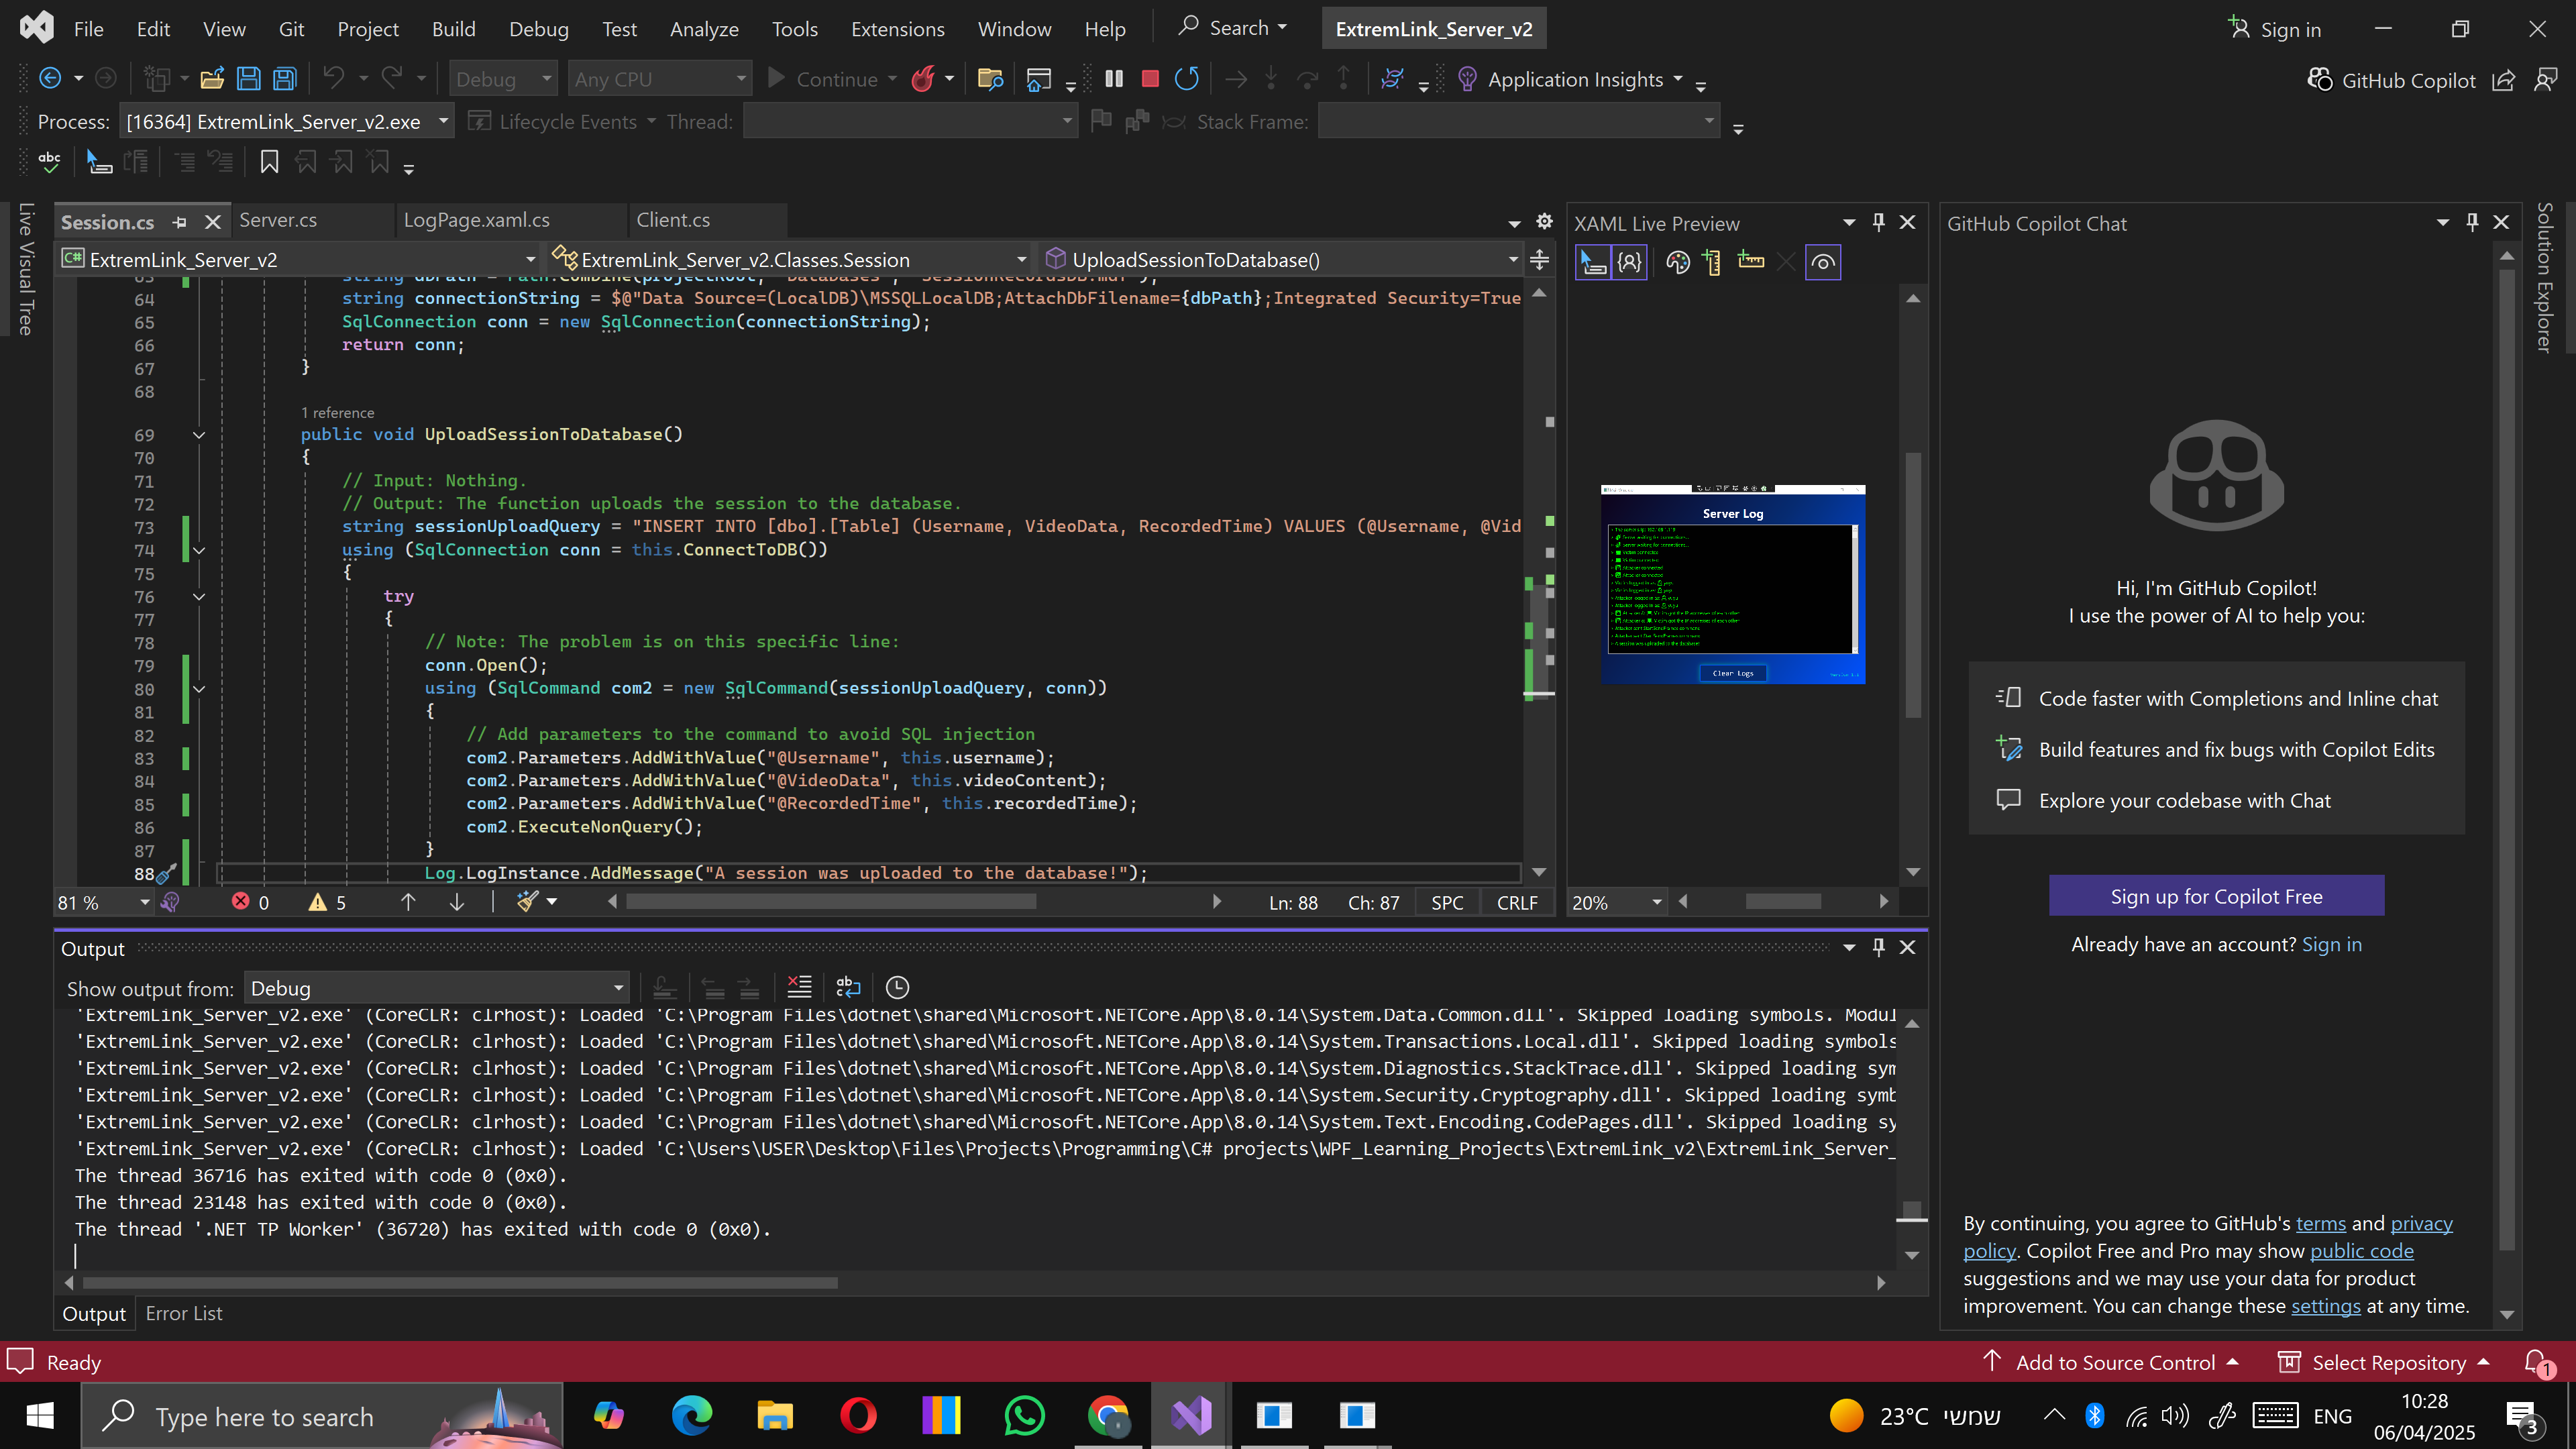 File Edit View Git Project Build Debug Test Analyze Tools Extensions Window Help Search ExtremLink_Server_v2 Sign in
Debug Any CPU Continue Application Insights GitHub Copilot
Process: [16364] ExtremLink_Server_v2.exe Lifecycle Events Thread: Stack Frame:
abc
Live Visual Tree
Session.cs Server.cs LogPage.xaml.cs Client.cs
C# ExtremLink_Server_v2 ExtremLink_Server_v2.Classes.Session UploadSessionToDatabase()
64 string connectionString = $@"Data Source=(LocalDB)\MSSQLLocalDB;AttachDbFilename={dbPath};Integrated Security=True
65 SqlConnection conn = new SqlConnection(connectionString);
66 return conn;
67 }
68
1 reference
69 public void UploadSessionToDatabase()
70 {
71 // Input: Nothing.
72 // Output: The function uploads the session to the database.
73 string sessionUploadQuery = "INSERT INTO [dbo].[Table] (Username, VideoData, RecordedTime) VALUES (@Username, @Vid
74 using (SqlConnection conn = this.ConnectToDB())
75 {
76 try
77 {
78 // Note: The problem is on this specific line:
79 conn.Open();
80 using (SqlCommand com2 = new SqlCommand(sessionUploadQuery, conn))
81 {
82 // Add parameters to the command to avoid SQL injection
83 com2.Parameters.AddWithValue("@Username", this.username);
84 com2.Parameters.AddWithValue("@VideoData", this.videoContent);
85 com2.Parameters.AddWithValue("@RecordedTime", this.recordedTime);
86 com2.ExecuteNonQuery();
87 }
88 Log.LogInstance.AddMessage("A session was uploaded to the database!");
81 % 0 5 Ln: 88 Ch: 87 SPC CRLF
XAML Live Preview
Server Log
Clear Logs
20%
GitHub Copilot Chat
Hi, I'm GitHub Copilot!
I use the power of AI to help you:
Code faster with Completions and Inline chat
Build features and fix bugs with Copilot Edits
Explore your codebase with Chat
Sign up for Copilot Free
Already have an account? Sign in
By continuing, you agree to GitHub's terms and privacy
policy. Copilot Free and Pro may show public code
suggestions and we may use your data for product
improvement. You can change these settings at any time.
Solution Explorer
Output
Show output from: Debug
'ExtremLink_Server_v2.exe' (CoreCLR: clrhost): Loaded 'C:\Program Files\dotnet\shared\Microsoft.NETCore.App\8.0.14\System.Data.Common.dll'. Skipped loading symbols. Modul
'ExtremLink_Server_v2.exe' (CoreCLR: clrhost): Loaded 'C:\Program Files\dotnet\shared\Microsoft.NETCore.App\8.0.14\System.Transactions.Local.dll'. Skipped loading symbols
'ExtremLink_Server_v2.exe' (CoreCLR: clrhost): Loaded 'C:\Program Files\dotnet\shared\Microsoft.NETCore.App\8.0.14\System.Diagnostics.StackTrace.dll'. Skipped loading sym
'ExtremLink_Server_v2.exe' (CoreCLR: clrhost): Loaded 'C:\Program Files\dotnet\shared\Microsoft.NETCore.App\8.0.14\System.Security.Cryptography.dll'. Skipped loading symb
'ExtremLink_Server_v2.exe' (CoreCLR: clrhost): Loaded 'C:\Program Files\dotnet\shared\Microsoft.NETCore.App\8.0.14\System.Text.Encoding.CodePages.dll'. Skipped loading sy
'ExtremLink_Server_v2.exe' (CoreCLR: clrhost): Loaded 'C:\Users\USER\Desktop\Files\Projects\Programming\C# projects\WPF_Learning_Projects\ExtremLink_v2\ExtremLink_Server_
The thread 36716 has exited with code 0 (0x0).
The thread 23148 has exited with code 0 (0x0).
The thread '.NET TP Worker' (36720) has exited with code 0 (0x0).
Output Error List
Ready Add to Source Control Select Repository 1
Type here to search 23°C שמשי ENG 10:28
06/04/2025 3